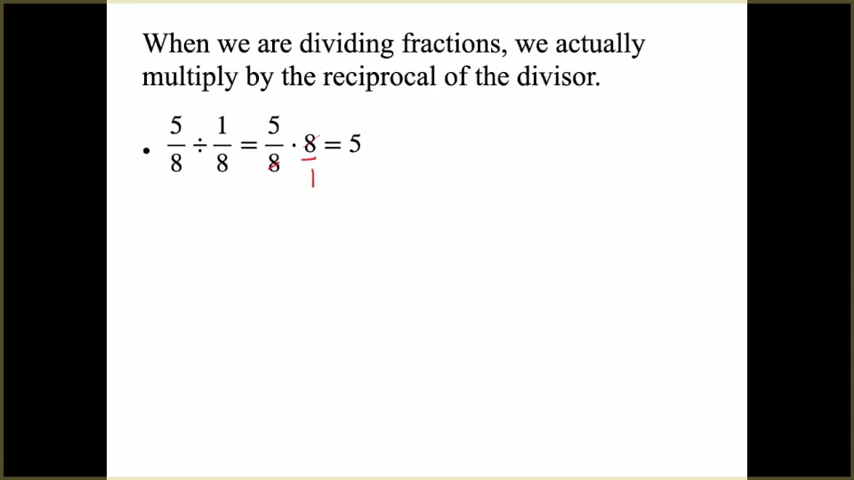 When we are dividing fractions, we actually
multiply by the reciprocal of the divisor.
• 5/8 ÷ 1/8 = 5/8 · 8/1 = 5